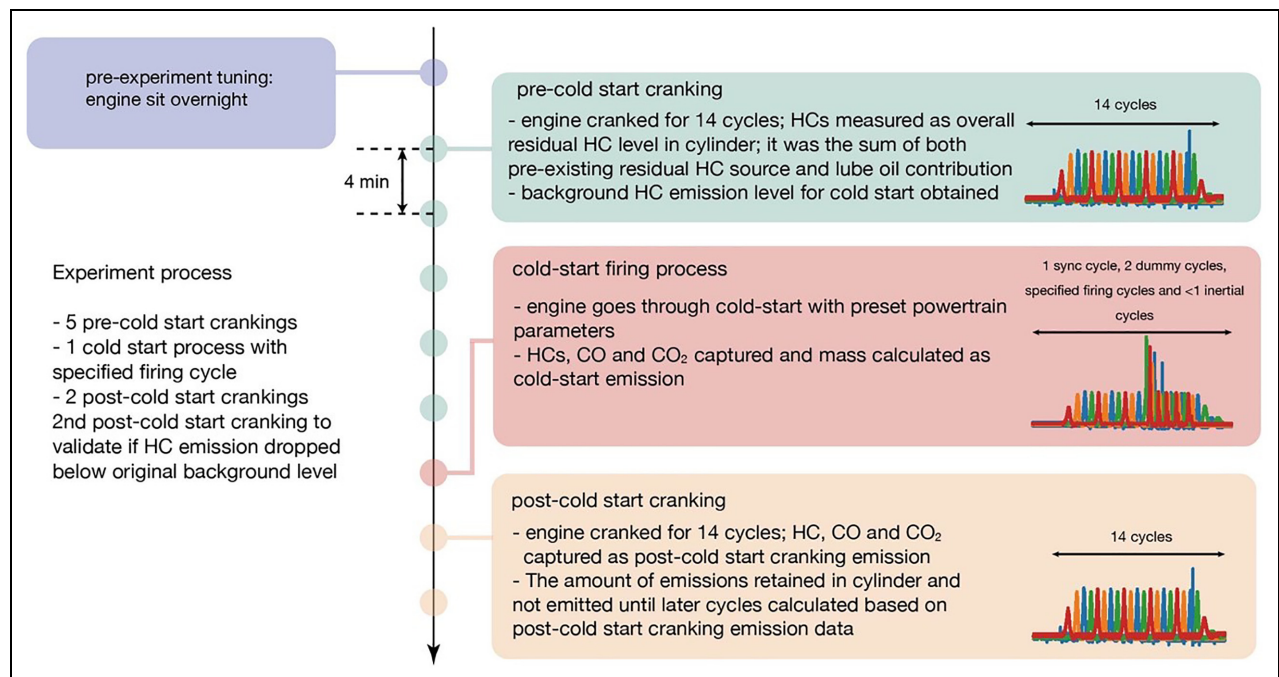 pre-experiment tuning:
engine sit overnight
4 min
Experiment process
- 5 pre-cold start crankings
- 1 cold start process with
specified firing cycle
- 2 post-cold start crankings
2nd post-cold start cranking to
validate if HC emission dropped
below original background level
pre-cold start cranking
- engine cranked for 14 cycles; HCs measured as overall
residual HC level in cylinder; it was the sum of both
pre-existing residual HC source and lube oil contribution
- background HC emission level for cold start obtained
14 cycles
cold-start firing process
- engine goes through cold-start with preset powertrain
parameters
- HCs, CO and CO₂ captured and mass calculated as
cold-start emission
1 sync cycle, 2 dummy cycles,
specified firing cycles and <1 inertial
cycles
post-cold start cranking
- engine cranked for 14 cycles; HC, CO and CO₂
captured as post-cold start cranking emission
- The amount of emissions retained in cylinder and
not emitted until later cycles calculated based on
post-cold start cranking emission data
14 cycles